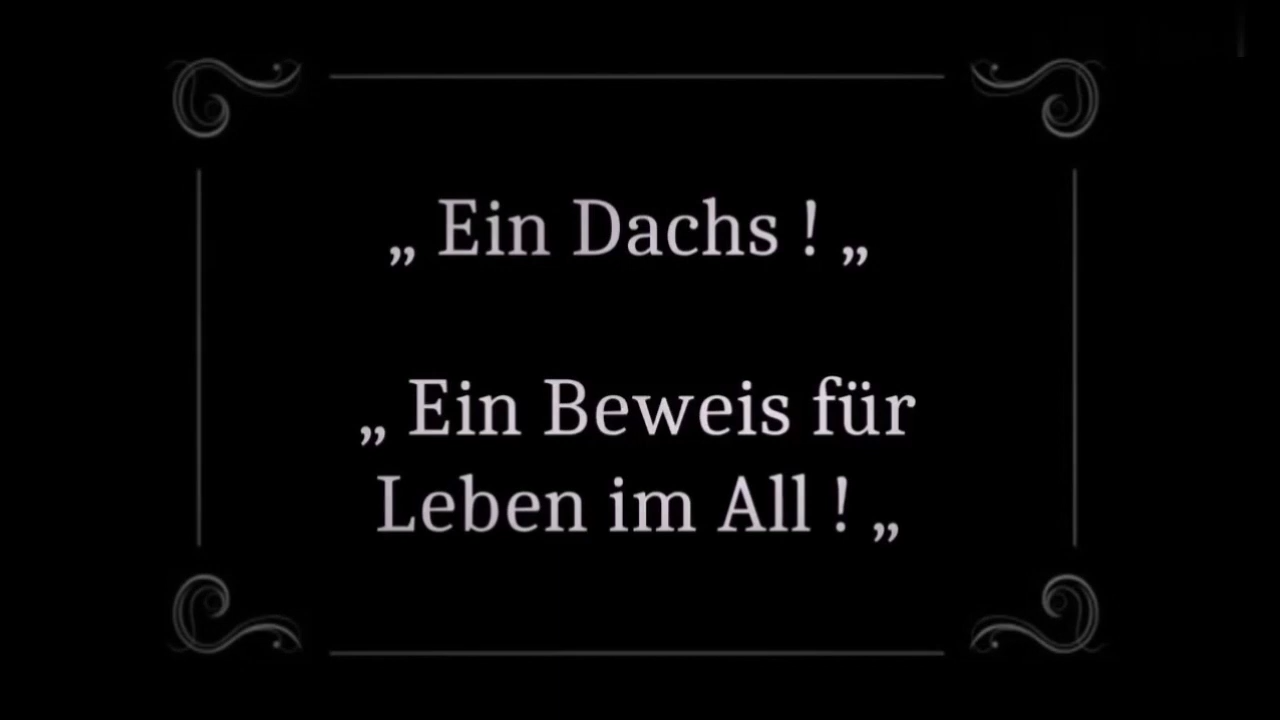 „ Ein Dachs ! „
„ Ein Beweis für
Leben im All ! „